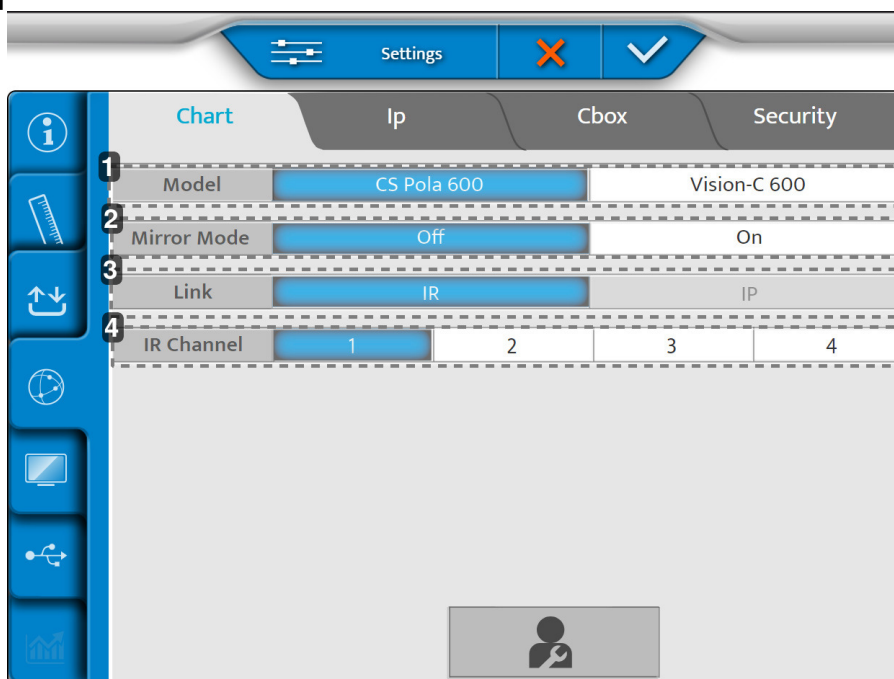 Settings
Chart Ip Cbox Security
1
Model CS Pola 600 Vision-C 600
2
Mirror Mode Off On
3
Link IR IP
4
IR Channel 1 2 3 4